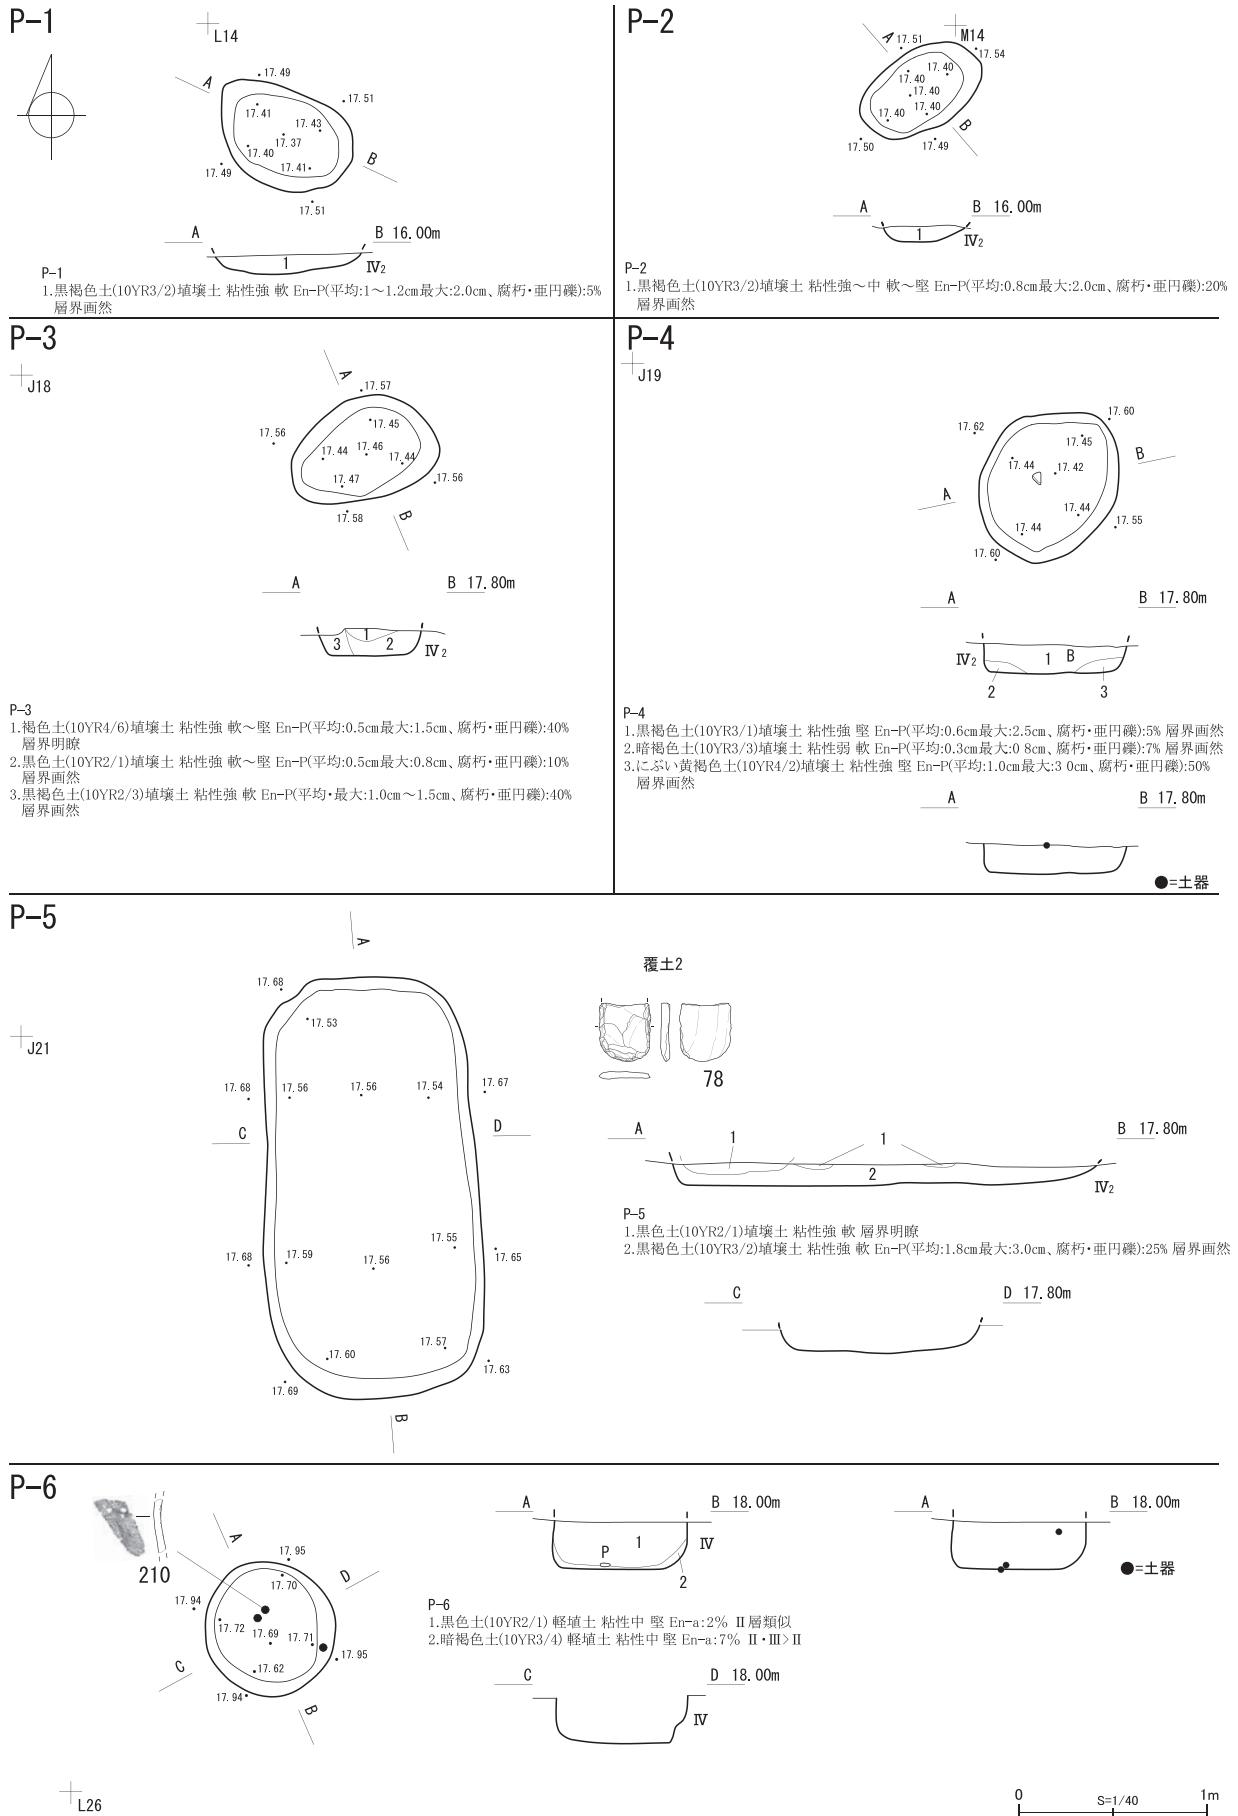 P-1
L14
A
17.49
17.51
17.41
17.43
17.37
17.40
17.41
17.49
B
17.51
A
B 16.00m
1
Ⅳ2
P-1
1.黒褐色土(10YR3/2)埴壌土 粘性強 軟 En-P(平均:1～1.2cm最大:2.0cm、腐朽・亜円礫):5%
層界画然
P-2
M14
A
17.51
17.54
17.40
17.40
17.40
17.40
17.40
B
17.50
17.49
A
B 16.00m
1
Ⅳ2
P-2
1.黒褐色土(10YR3/2)埴壌土 粘性強～中 軟～堅 En-P(平均:0.8cm最大:2.0cm、腐朽・亜円礫):20%
層界画然
P-3
J18
A
17.57
17.56
17.45
17.46
17.44
17.44
17.47
17.56
17.58
B
A
B 17.80m
1
3
2
Ⅳ2
P-3
1.褐色土(10YR4/6)埴壌土 粘性強 軟～堅 En-P(平均:0.5cm最大:1.5cm、腐朽・亜円礫):40%
層界明瞭
2.黒色土(10YR2/1)埴壌土 粘性強 軟～堅 En-P(平均:0.5cm最大:0.8cm、腐朽・亜円礫):10%
層界画然
3.黒褐色土(10YR2/3)埴壌土 粘性強 軟 En-P(平均・最大:1.0cm～1.5cm、腐朽・亜円礫):40%
層界画然
P-4
J19
17.60
17.62
17.45
B
17.44
17.42
A
17.44
17.44
17.55
17.60
A
B 17.80m
Ⅳ2
1
B
2
3
P-4
1.黒褐色土(10YR3/1)埴壌土 粘性強 堅 En-P(平均:0.6cm最大:2.5cm、腐朽・亜円礫):5% 層界画然
2.暗褐色土(10YR3/3)埴壌土 粘性弱 軟 En-P(平均:0.3cm最大:0 8cm、腐朽・亜円礫):7% 層界画然
3.にぶい黄褐色土(10YR4/2)埴壌土 粘性強 堅 En-P(平均:1.0cm最大:3 0cm、腐朽・亜円礫):50%
層界画然
A
B 17.80m
●=土器
P-5
A
17.68
17.53
J21
17.68
17.56
17.56
17.54
17.67
C
D
17.55
17.68
17.59
17.56
17.65
17.57
17.60
17.63
17.69
B
覆土2
78
A
B 17.80m
1
1
2
Ⅳ2
P-5
1.黒色土(10YR2/1)埴壌土 粘性強 軟 層界明瞭
2.黒褐色土(10YR3/2)埴壌土 粘性強 軟 En-P(平均:1.8cm最大:3.0cm、腐朽・亜円礫):25% 層界画然
C
D 17.80m
P-6
210
A
17.95
17.70
D
17.94
17.72
17.69
17.71
17.95
17.62
C
17.94
B
L26
A
B 18.00m
P
1
Ⅳ
2
P-6
1.黒色土(10YR2/1) 軽埴土 粘性中 堅 En-a:2% Ⅱ層類似
2.暗褐色土(10YR3/4) 軽埴土 粘性中 堅 En-a:7% Ⅱ・Ⅲ>Ⅱ
C
D 18.00m
Ⅳ
A
B 18.00m
●=土器
0
S=1/40
1m